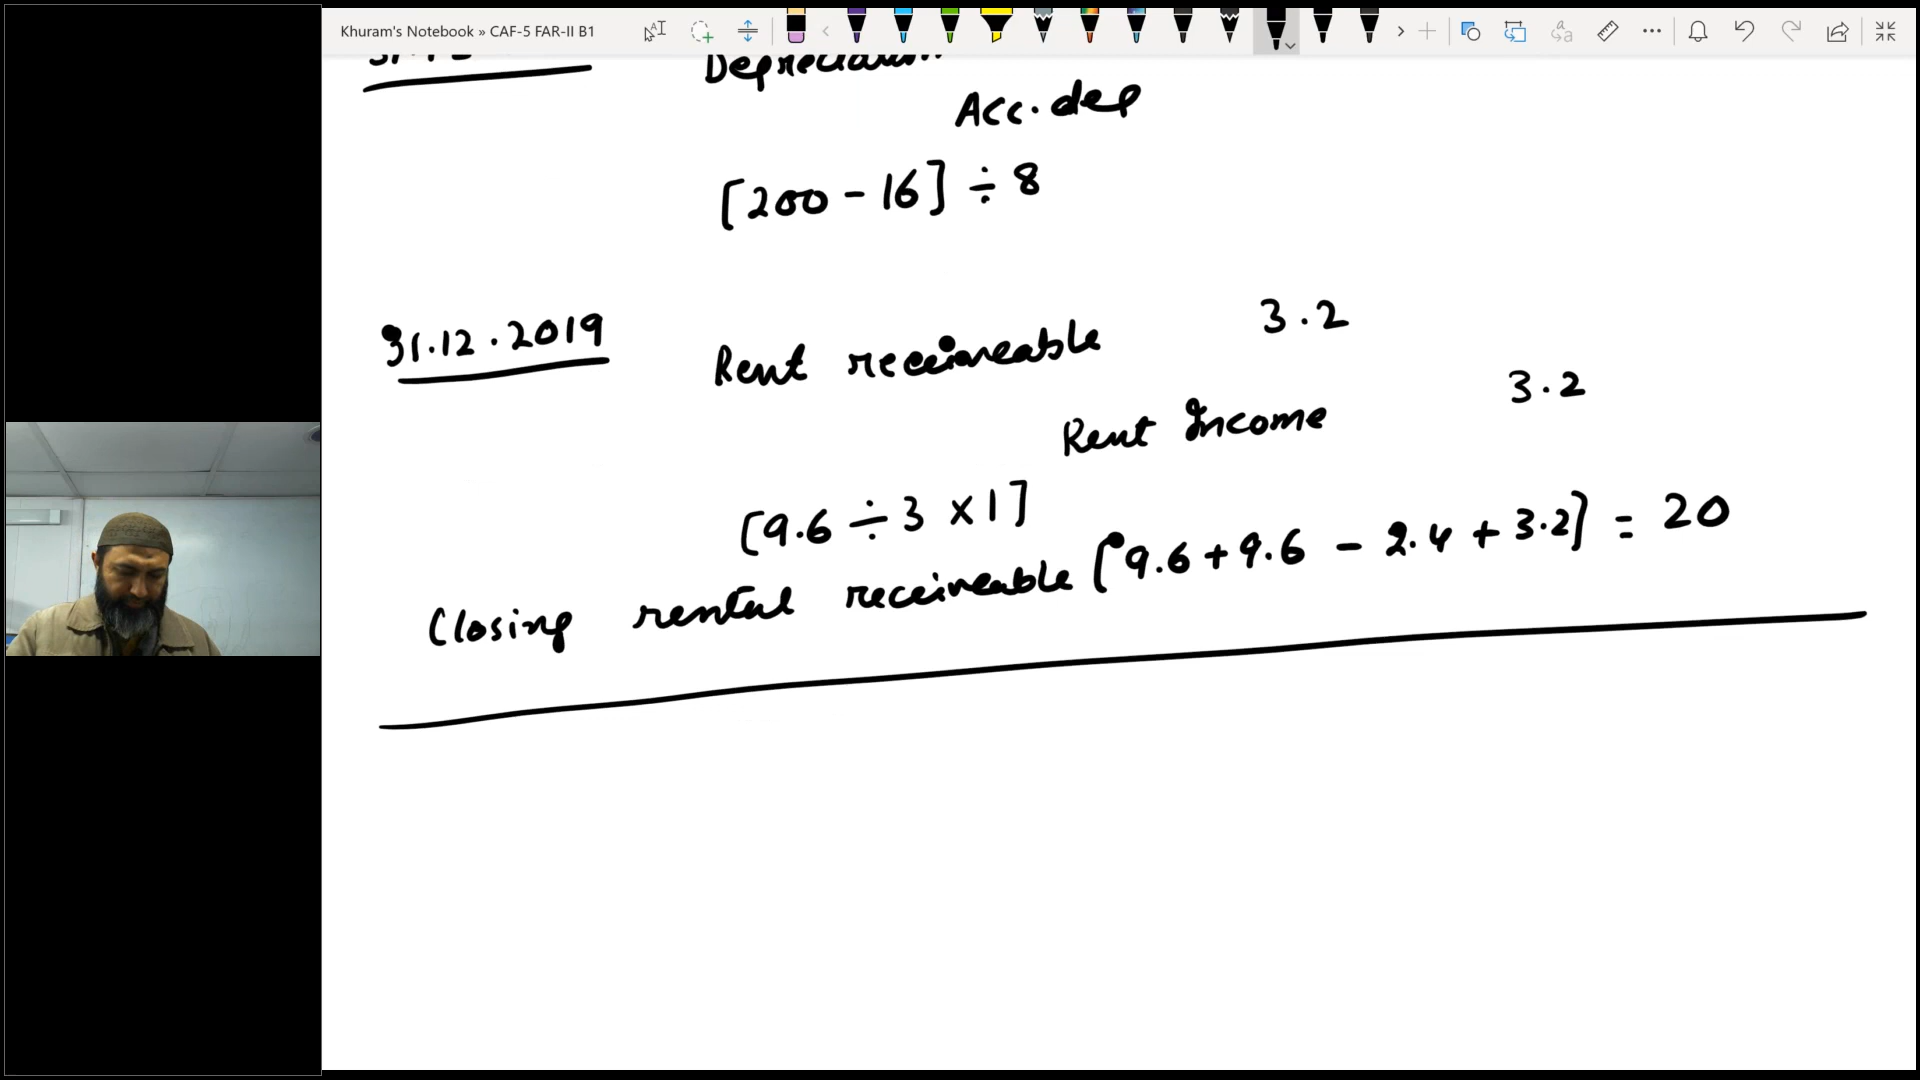 Khuram's Notebook » CAF-5 FAR-II B1
Depreciation
Acc. dep
[200 - 16] ÷ 8
31.12.2019 Rent receiveable 3.2
Rent Income 3.2
[9.6 ÷ 3 × 1]
Closing rental receiveable [9.6 + 9.6 - 2.4 + 3.2] = 20